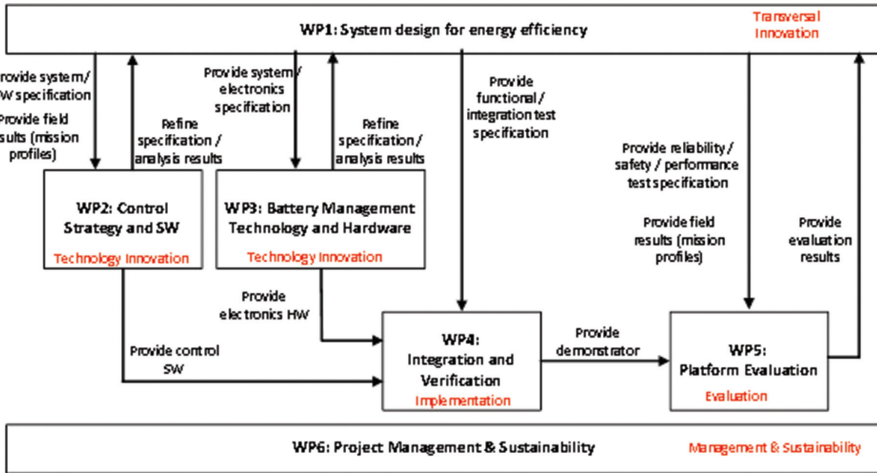 WP1: System design for energy efficiency
Transversal
Innovation
Provide system/
specification
Provide field
(mission
profiles)
Refine
specification /
analysis results
Provide system/
electronics
specification
Refine
specification /
analysis results
Provide
functional /
integration test
specification
Provide reliability /
safety / performance
test specification
Provide field
results (mission
profiles)
Provide
evaluation
results
WP2: Control
Strategy and SW
Technology Innovation
WP3: Battery Management
Technology and Hardware
Technology Innovation
Provide
electronics HW
Provide control
SW
WP4:
Integration and
Verification
Implementation
Provide
demonstrator
WP5:
Platform Evaluation
Evaluation
WP6: Project Management & Sustainability
Management & Sustainability